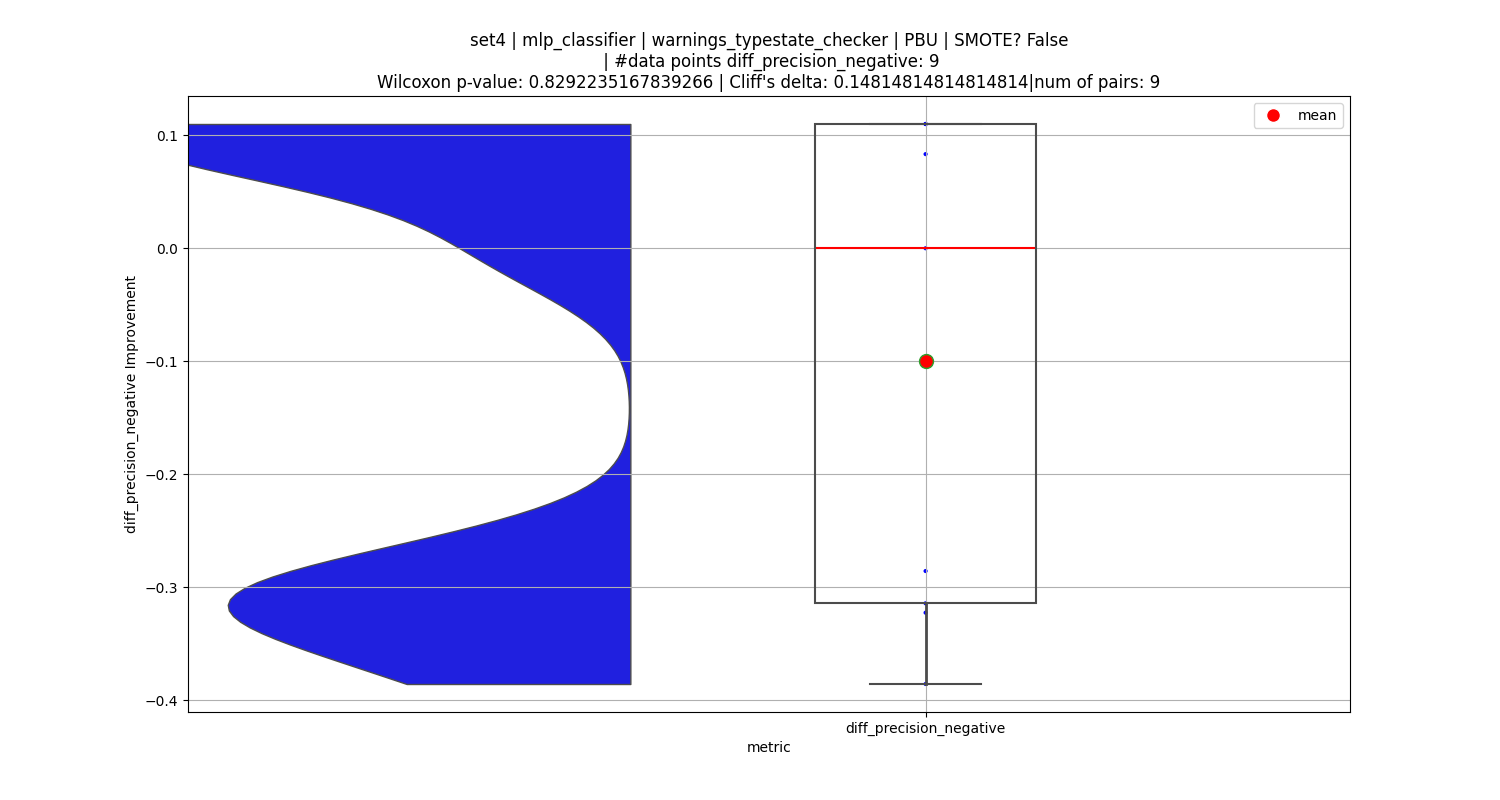 set4 | mlp_classifier | warnings_typestate_checker | PBU | SMOTE? False
| #data points diff_precision_negative: 9
Wilcoxon p-value: 0.8292235167839266 | Cliff's delta: 0.14814814814814814|num of pairs: 9
mean
0.1
0.0
−0.1
−0.2
−0.3
−0.4
diff_precision_negative Improvement
diff_precision_negative
metric